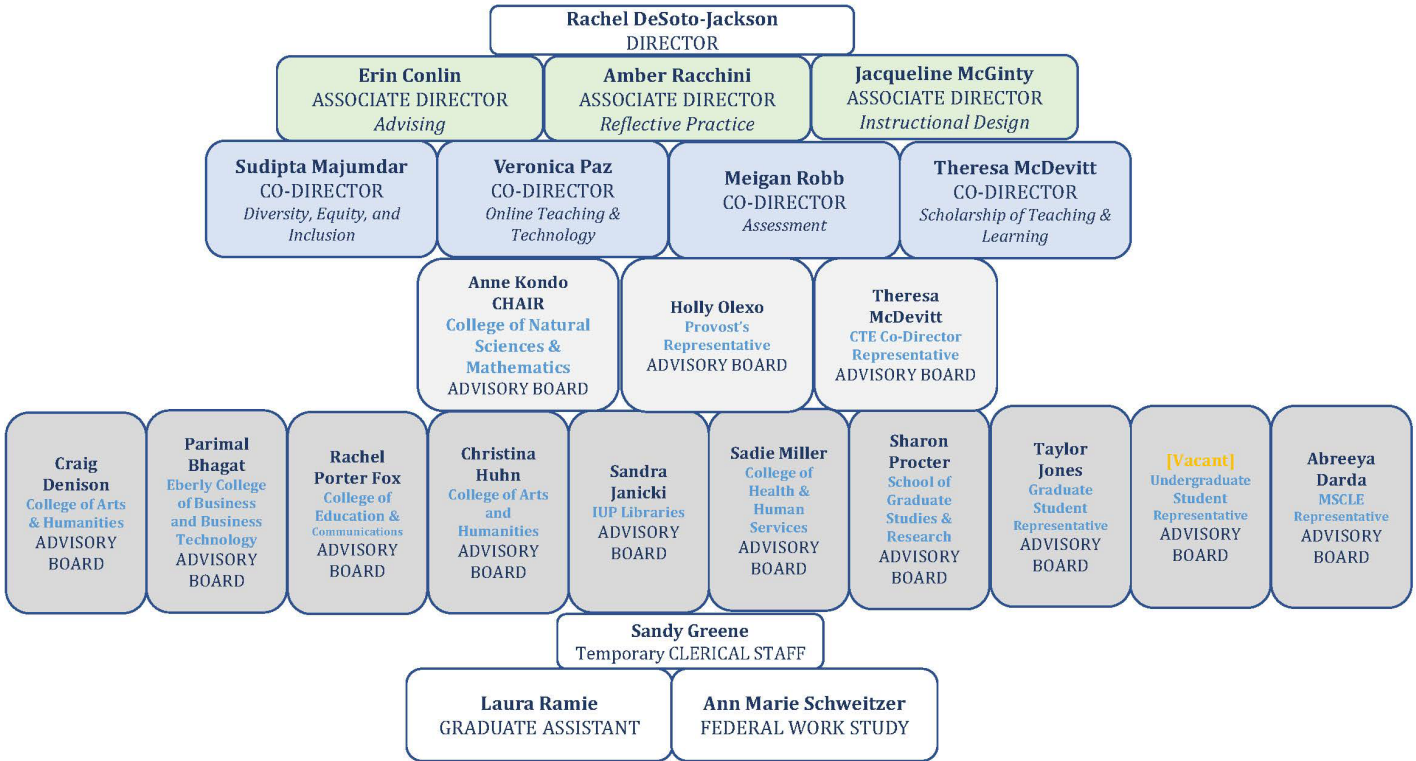 Rachel DeSoto-Jackson
DIRECTOR
Erin Conlin
ASSOCIATE DIRECTOR
Advising
Amber Racchini
ASSOCIATE DIRECTOR
Reflective Practice
Jacqueline McGinty
ASSOCIATE DIRECTOR
Instructional Design
Sudipta Majumdar
CO-DIRECTOR
Diversity, Equity, and
Inclusion
Veronica Paz
CO-DIRECTOR
Online Teaching &
Technology
Meigan Robb
CO-DIRECTOR
Assessment
Theresa McDevitt
CO-DIRECTOR
Scholarship of Teaching &
Learning
Anne Kondo
CHAIR
College of Natural
Sciences &
Mathematics
ADVISORY BOARD
Holly Olexo
Provost's
Representative
ADVISORY BOARD
Theresa
McDevitt
CTE Co-Director
Representative
ADVISORY BOARD
Craig
Denison
College of Arts
& Humanities
ADVISORY
BOARD
Parimal
Bhagat
Eberly College
of Business
and Business
Technology
ADVISORY
BOARD
Rachel
Porter Fox
College of
Education &
Communications
ADVISORY
BOARD
Christina
Huhn
College of Arts
and
Humanities
ADVISORY
BOARD
Sandra
Janicki
IUP Libraries
ADVISORY
BOARD
Sadie Miller
College of
Health &
Human
Services
ADVISORY
BOARD
Sharon
Procter
School of
Graduate
Studies &
Research
ADVISORY
BOARD
Taylor
Jones
Graduate
Student
Representative
ADVISORY
BOARD
[Vacant]
Undergraduate
Student
Representative
ADVISORY
BOARD
Abreeya
Darda
MSCLE
Representative
ADVISORY
BOARD
Sandy Greene
Temporary CLERICAL STAFF
Laura Ramie
GRADUATE ASSISTANT
Ann Marie Schweitzer
FEDERAL WORK STUDY